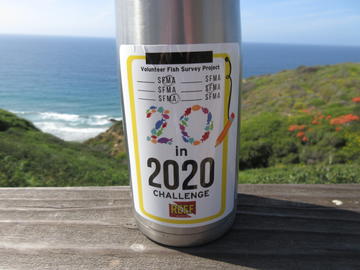 Volunteer Fish Survey Project
SFMA SFMA
SFMA SFMA
SFMA SFMA
20
in
2020
CHALLENGE
REEF